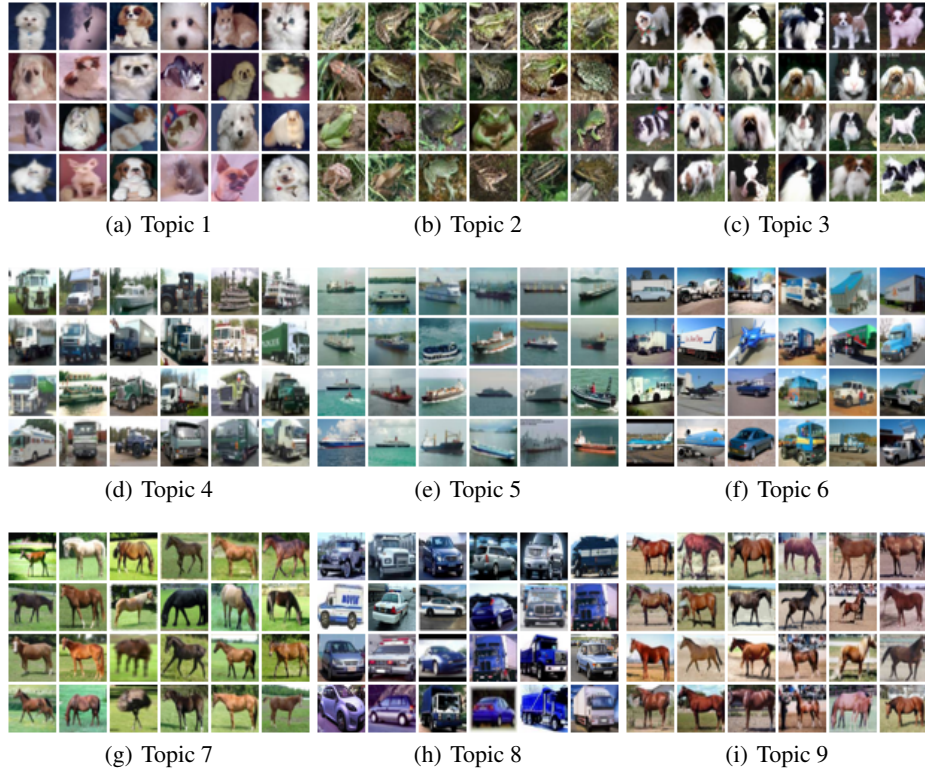 (a) Topic 1
(b) Topic 2
(c) Topic 3
(d) Topic 4
(e) Topic 5
(f) Topic 6
(g) Topic 7
(h) Topic 8
(i) Topic 9